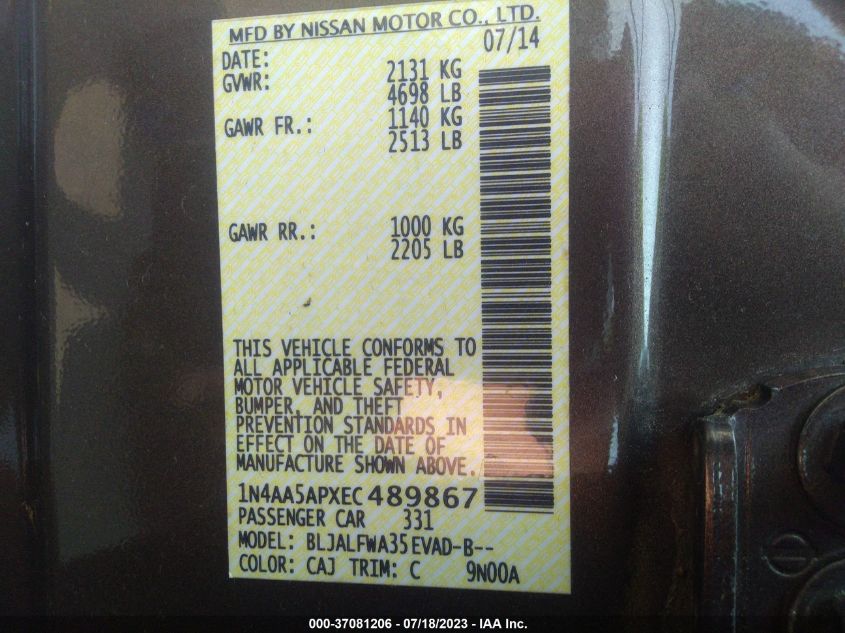 MFD BY NISSAN MOTOR CO., LTD.
DATE: 07/14
GVWR: 2131 KG
4698 LB
GAWR FR.: 1140 KG
2513 LB
GAWR RR.: 1000 KG
2205 LB
THIS VEHICLE CONFORMS TO
ALL APPLICABLE FEDERAL
MOTOR VEHICLE SAFETY,
BUMPER, AND THEFT
PREVENTION STANDARDS IN
EFFECT ON THE DATE OF
MANUFACTURE SHOWN ABOVE.
1N4AA5APXEC489867
PASSENGER CAR 331
MODEL: BLJALFWA35EVAD-B--
COLOR: CAJ TRIM: C 9N00A
000-37081206 - 07/18/2023 - IAA Inc.